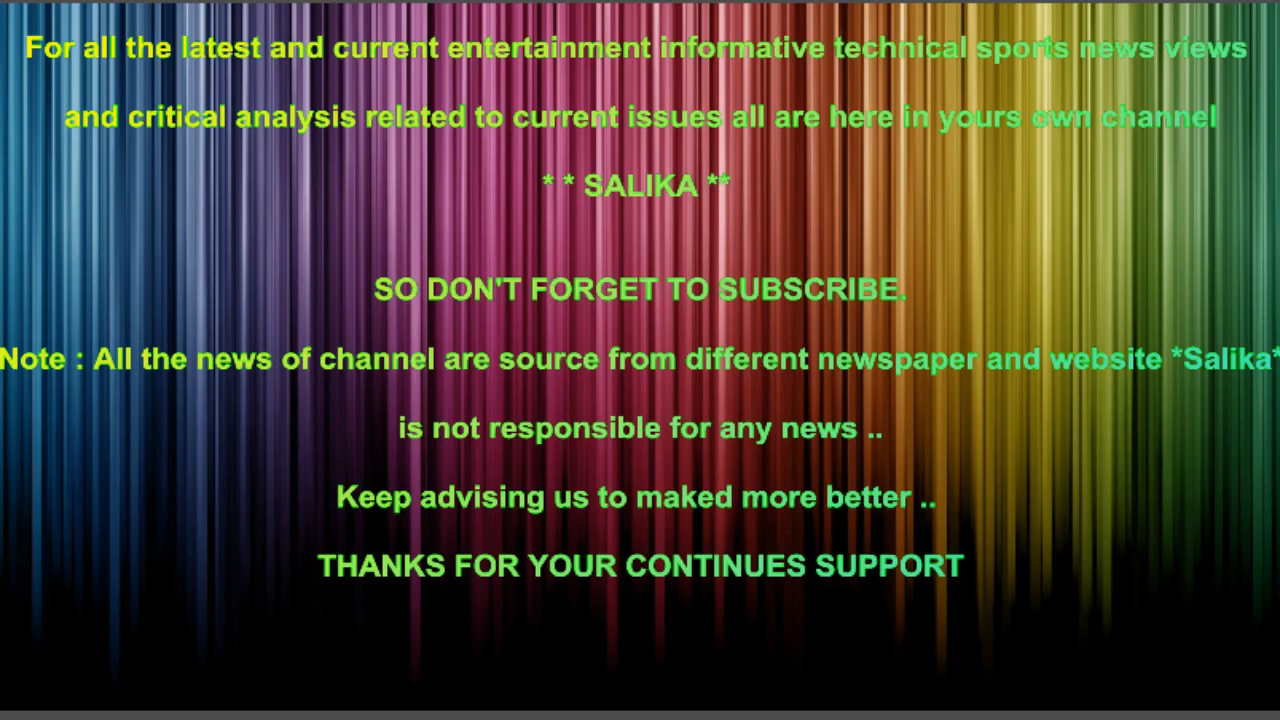 For all the latest and current entertainment informative technical sports news views
and critical analysis related to current issues all are here in yours own channel
* * SALIKA **
SO DON'T FORGET TO SUBSCRIBE.
Note : All the news of channel are source from different newspaper and website *Salika*
is not responsible for any news ..
Keep advising us to maked more better ..
THANKS FOR YOUR CONTINUES SUPPORT